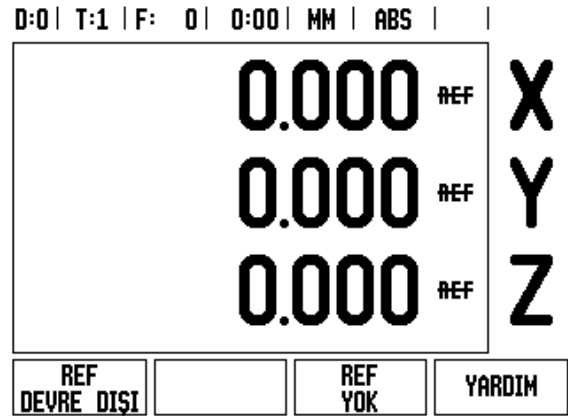 D:0 | T:1 | F: 0 | 0:00 | MM | ABS | |
0.000 REF X
0.000 REF Y
0.000 REF Z
REF DEVRE DIŞI
REF YOK
YARDIM